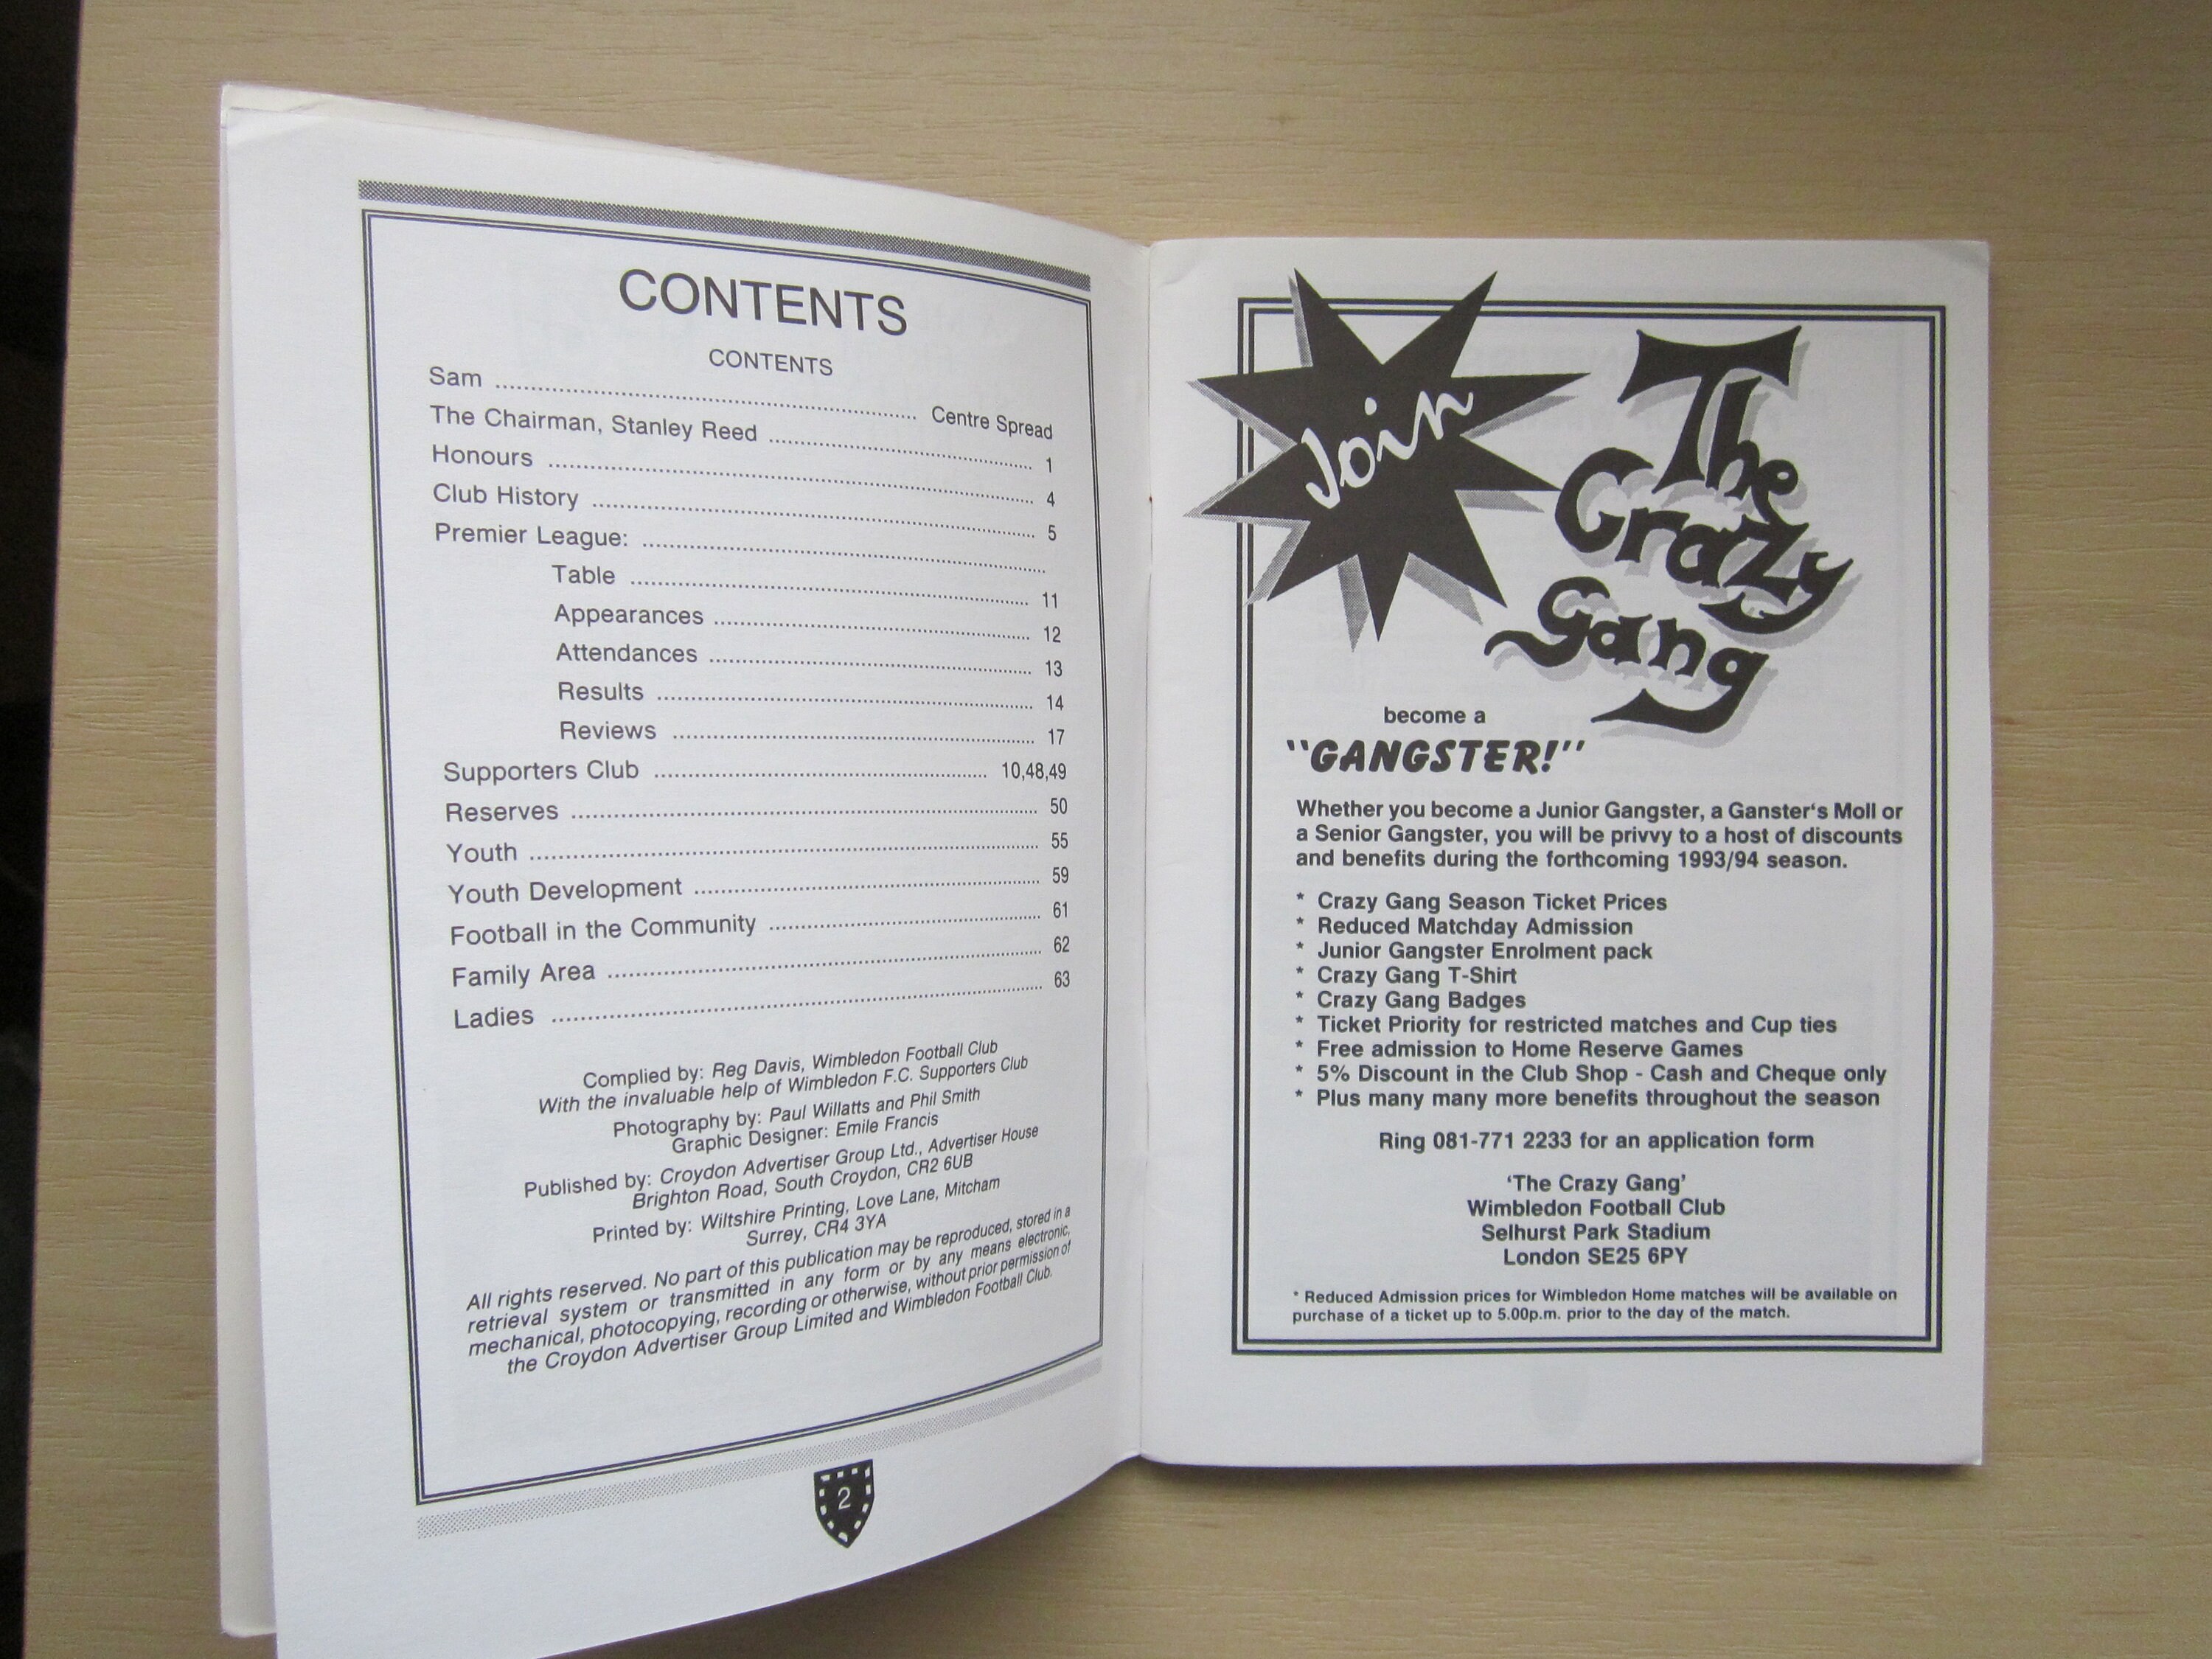 CONTENTS
CONTENTS
Sam ........ Centre Spread
The Chairman, Stanley Reed ........ 1
Honours ........ 4
Club History ........ 5
Premier League: ........
Table ........ 11
Appearances ........ 12
Attendances ........ 13
Results ........ 14
Reviews ........ 17
Supporters Club ........ 10,48,49
Reserves ........ 50
Youth ........ 55
Youth Development ........ 59
Football in the Community ........ 61
Family Area ........ 62
Ladies ........ 63
Complied by: Reg Davis, Wimbledon Football Club
With the invaluable help of Wimbledon F.C. Supporters Club
Photography by: Paul Willatts and Phil Smith
Graphic Designer: Emile Francis
Published by: Croydon Advertiser Group Ltd., Advertiser House
Brighton Road, South Croydon, CR2 6UB
Printed by: Wiltshire Printing, Love Lane, Mitcham
Surrey, CR4 3YA
All rights reserved. No part of this publication may be reproduced, stored in a
retrieval system or transmitted in any form or by any means electronic,
mechanical, photocopying, recording or otherwise, without prior permission of
the Croydon Advertiser Group Limited and Wimbledon Football Club.
2
Join
The
Crazy
Gang
become a
"GANGSTER!"
Whether you become a Junior Gangster, a Ganster's Moll or
a Senior Gangster, you will be privvy to a host of discounts
and benefits during the forthcoming 1993/94 season.
* Crazy Gang Season Ticket Prices
* Reduced Matchday Admission
* Junior Gangster Enrolment pack
* Crazy Gang T-Shirt
* Crazy Gang Badges
* Ticket Priority for restricted matches and Cup ties
* Free admission to Home Reserve Games
* 5% Discount in the Club Shop - Cash and Cheque only
* Plus many many more benefits throughout the season
Ring 081-771 2233 for an application form
'The Crazy Gang'
Wimbledon Football Club
Selhurst Park Stadium
London SE25 6PY
* Reduced Admission prices for Wimbledon Home matches will be available on
purchase of a ticket up to 5.00p.m. prior to the day of the match.